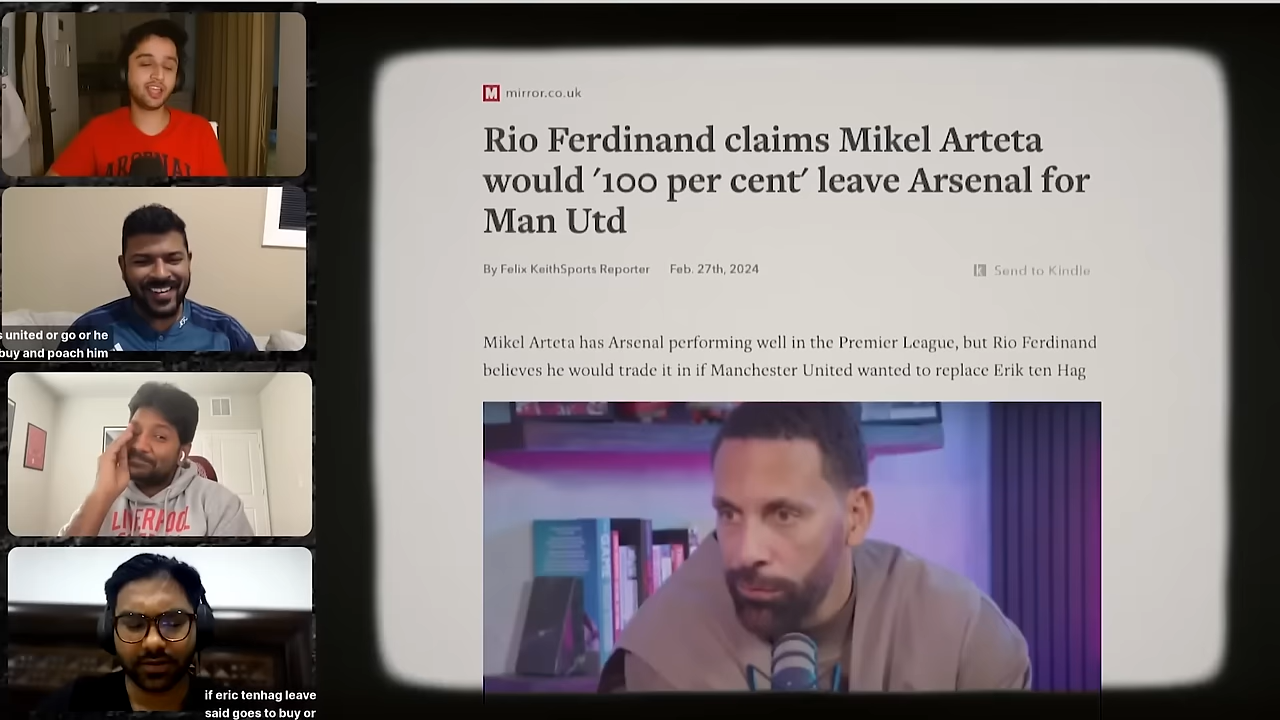 ARSENAL
s united or go or he
buy and poach him
LIVERPOOL
if eric tenhag leave
said goes to buy or
M mirror.co.uk
Rio Ferdinand claims Mikel Arteta
would '100 per cent' leave Arsenal for
Man Utd
By Felix KeithSports Reporter Feb. 27th, 2024
Send to Kindle
Mikel Arteta has Arsenal performing well in the Premier League, but Rio Ferdinand
believes he would trade it in if Manchester United wanted to replace Erik ten Hag